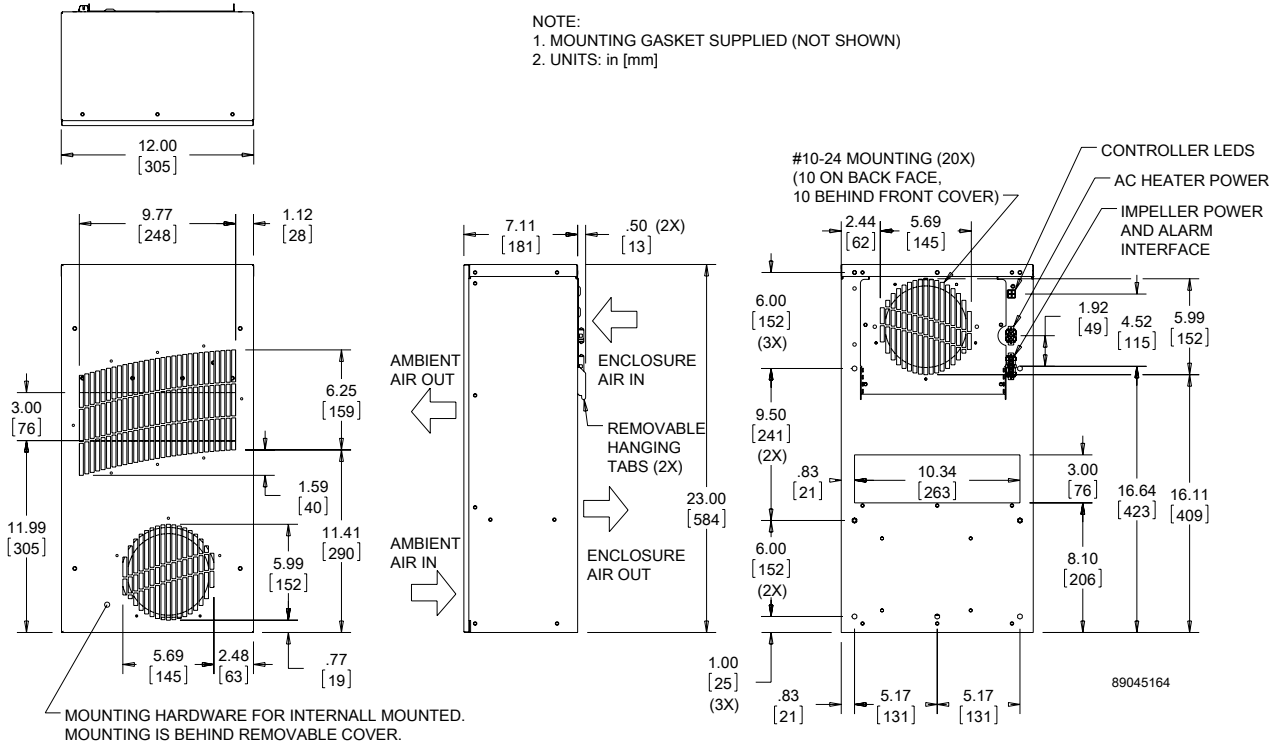 NOTE:
1. MOUNTING GASKET SUPPLIED (NOT SHOWN)
2. UNITS: in [mm]
12.00
[305]
9.77
[248]
1.12
[28]
3.00
[76]
6.25
[159]
1.59
[40]
11.99
[305]
11.41
[290]
5.99
[152]
5.69
[145]
2.48
[63]
.77
[19]
MOUNTING HARDWARE FOR INTERNALL MOUNTED.
MOUNTING IS BEHIND REMOVABLE COVER.
7.11
[181]
.50 (2X)
[13]
AMBIENT
AIR OUT
ENCLOSURE
AIR IN
REMOVABLE
HANGING
TABS (2X)
23.00
[584]
AMBIENT
AIR IN
ENCLOSURE
AIR OUT
#10-24 MOUNTING (20X)
(10 ON BACK FACE,
10 BEHIND FRONT COVER)
CONTROLLER LEDS
AC HEATER POWER
IMPELLER POWER
AND ALARM
INTERFACE
2.44
[62]
5.69
[145]
6.00
[152]
(3X)
1.92
[49]
4.52
[115]
5.99
[152]
9.50
[241]
(2X)
.83
[21]
10.34
[263]
3.00
[76]
16.64
[423]
16.11
[409]
6.00
[152]
(2X)
8.10
[206]
1.00
[25]
(3X)
.83
[21]
5.17
[131]
5.17
[131]
89045164